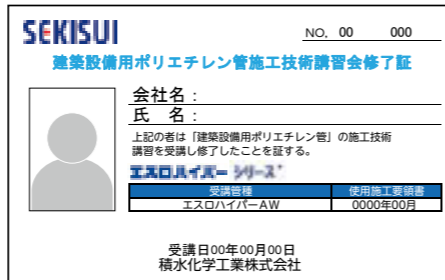 SEKISUI
NO. 00 000
建築設備用ポリエチレン管施工技術講習会修了証
会社名：
氏 名：
上記の者は「建築設備用ポリエチレン管」の施工技術
講習を受講し修了したことを証する。
エスロハイパー シリーズ
受講管種 使用施工要領書
エスロハイパーAW 0000年00月
受講日00年00月00日
積水化学工業株式会社